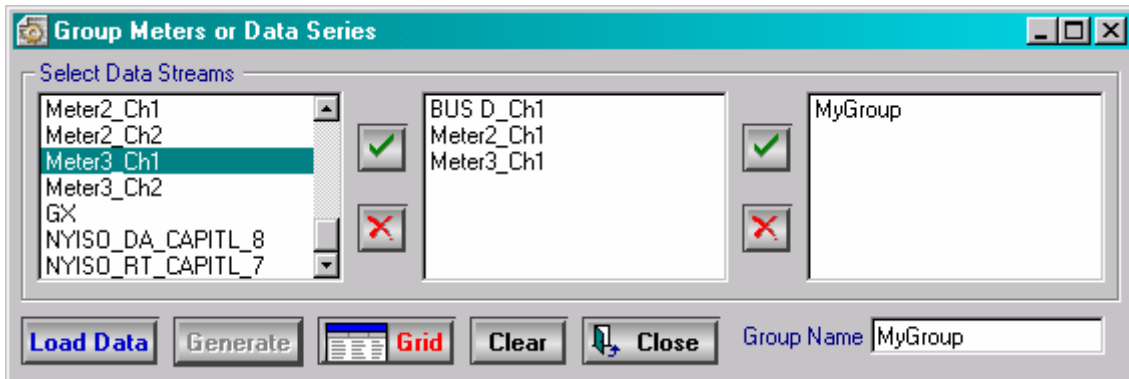 Group Meters or Data Series
Select Data Streams
Meter2_Ch1
Meter2_Ch2
Meter3_Ch1
Meter3_Ch2
GX
NYISO_DA_CAPITL_8
NYISO_RT_CAPITL_7
BUS D_Ch1
Meter2_Ch1
Meter3_Ch1
MyGroup
Load Data
Generate
Grid
Clear
Close
Group Name MyGroup